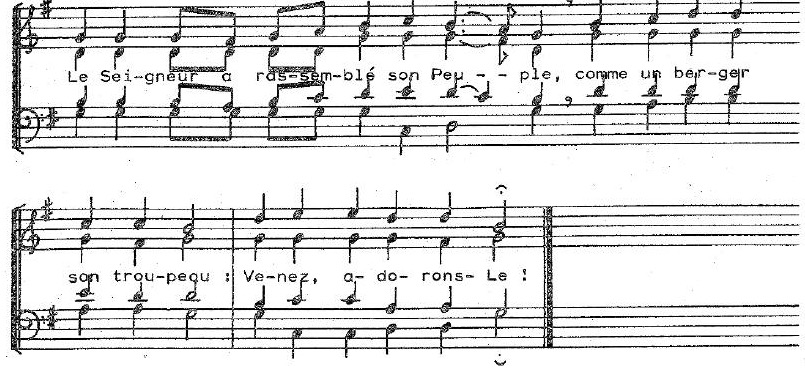 Le Sei-gneur a ras-sem-blé son Peu - - ple, comme un ber-ger
son trou-peau : Ve-nez, a-do-rons-Le !